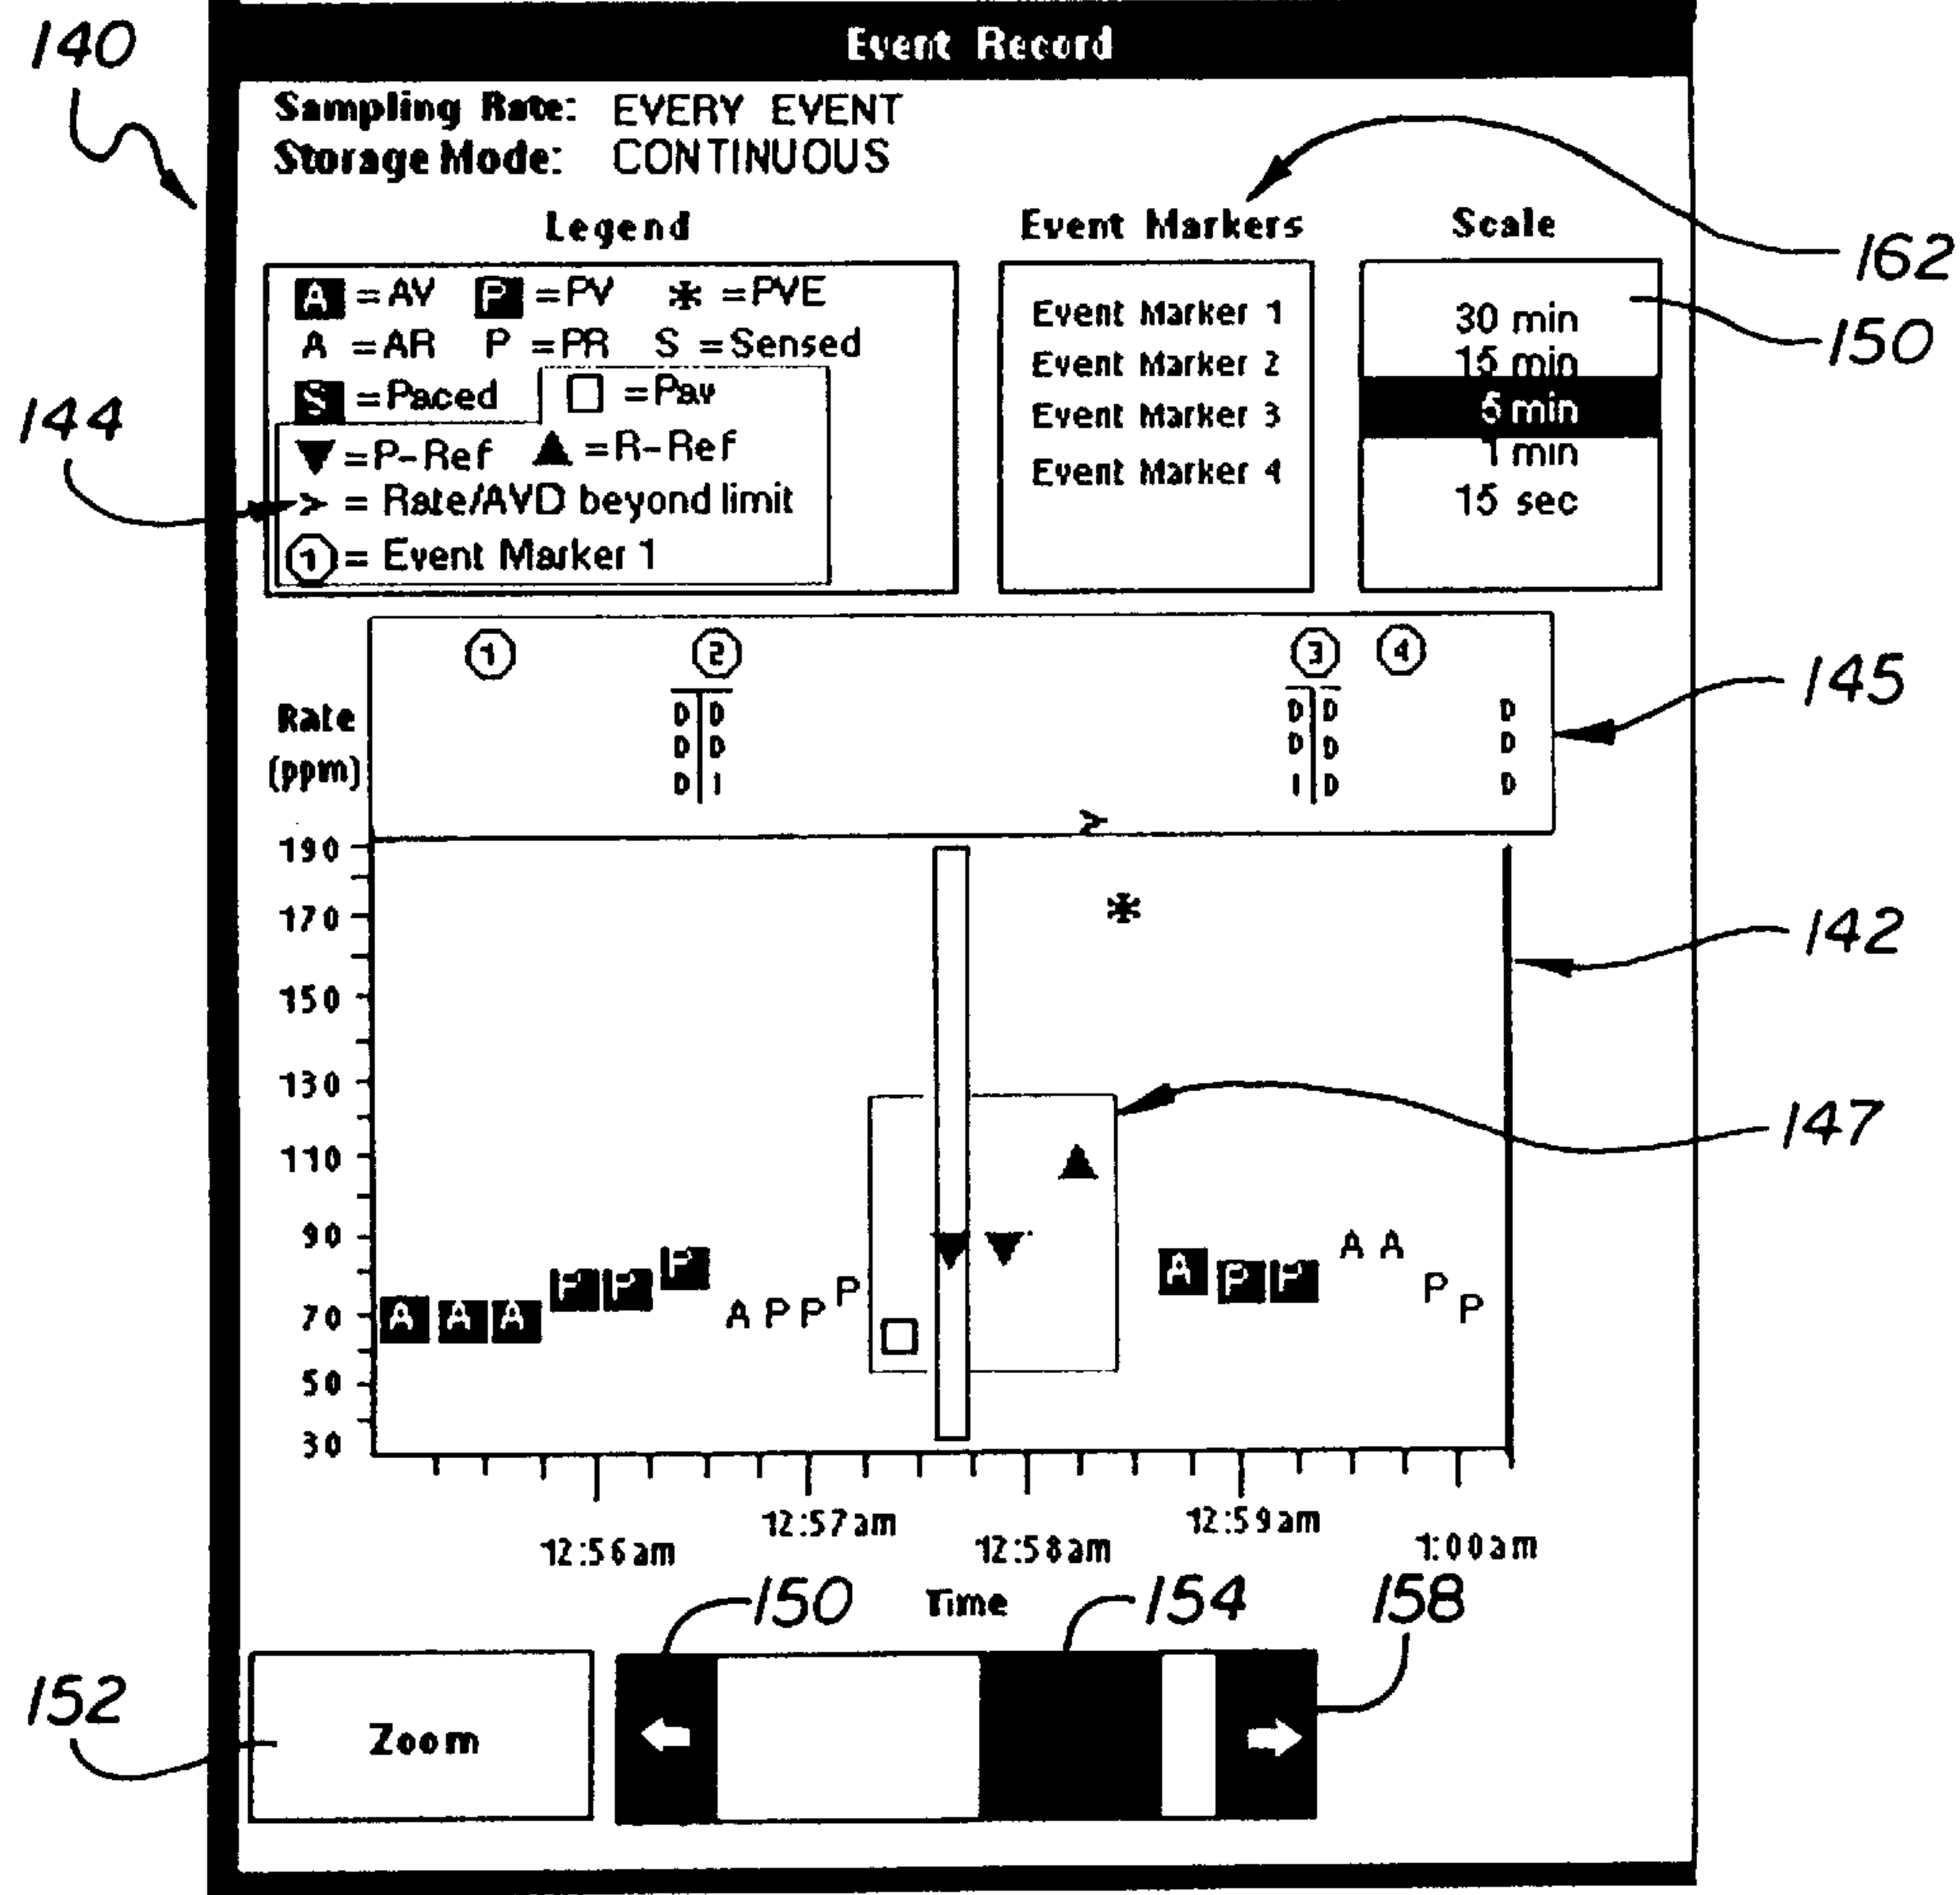 Event Record
140
Sampling Rate: EVERY EVENT
Storage Mode: CONTINUOUS
162
Legend Event Markers Scale
A =AV P =PV * =PVE
A =AR P =PR S =Sensed
S =Paced □ =Pav
▼=P-Ref ▲=R-Ref
> = Rate/AVD beyond limit
1 = Event Marker 1
144
Event Marker 1
Event Marker 2
Event Marker 3
Event Marker 4
30 min
15 min
5 min
1 min
15 sec
150
1 2 3 4
145
Rate
(ppm)
D D D D D
D D D D D
D I I D D
>
190
170
150
130
110
90
70
50
30
*
142
147
A A A P P P A P P P A P P A A P P
12:56am 12:57am 12:58am 12:59am 1:00am
Time
150 154 158
152
Zoom